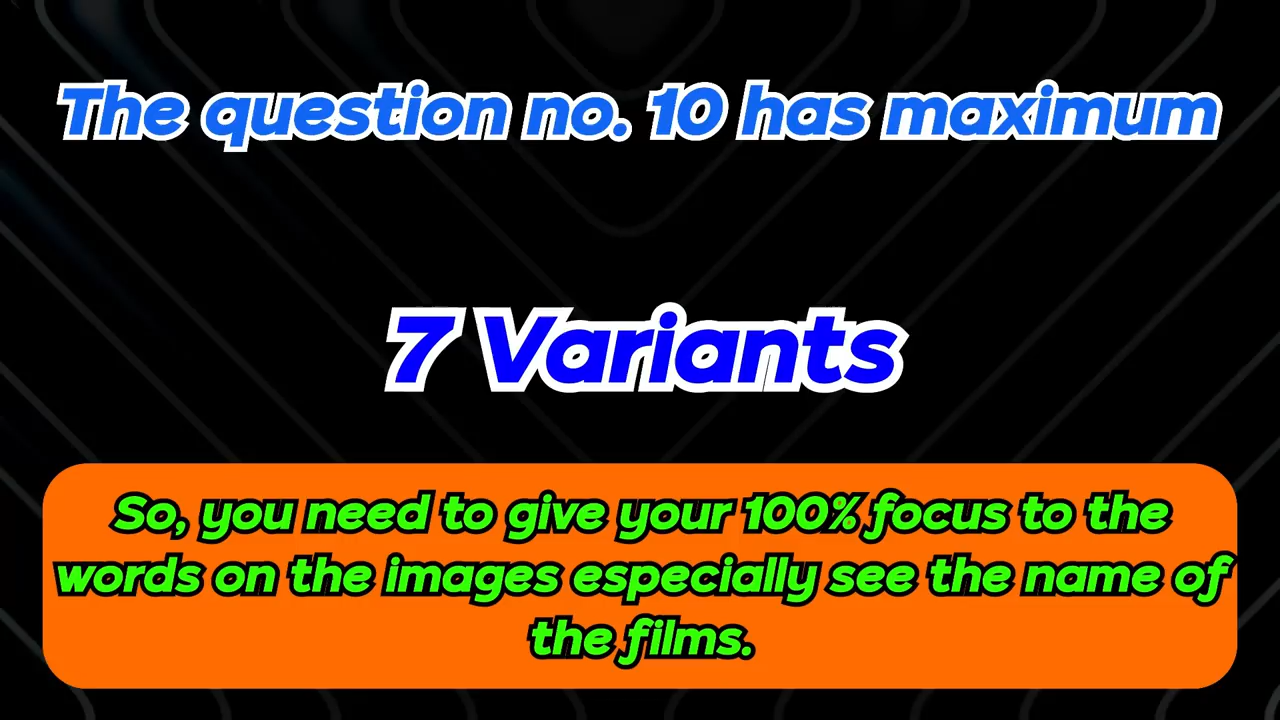 The question no. 10 has maximum
7 Variants
So, you need to give your 100% focus to the
words on the images especially see the name of
the films.